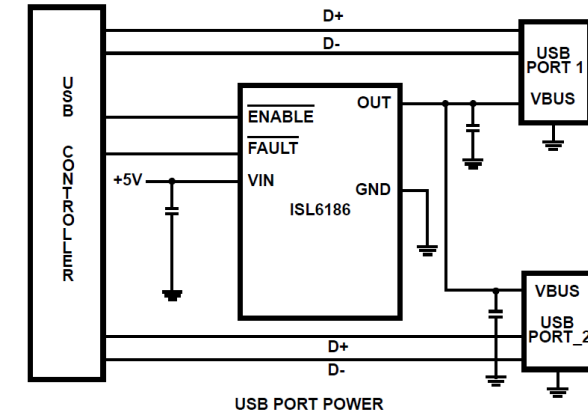 D+
D-
USB
PORT 1
VBUS
USB CONTROLLER
ENABLE
FAULT
+5V
VIN
OUT
GND
ISL6186
VBUS
USB
PORT_2
D+
D-
USB PORT POWER